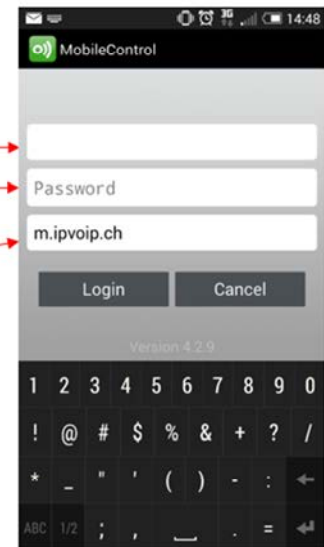 3G 14:48
MobileControl
Password
m.ipvoip.ch
Login Cancel
Version 4.2.9
1 2 3 4 5 6 7 8 9 0
! @ # $ % & + ? /
* _ " ' ( ) - :
ABC 1/2 ; , . =